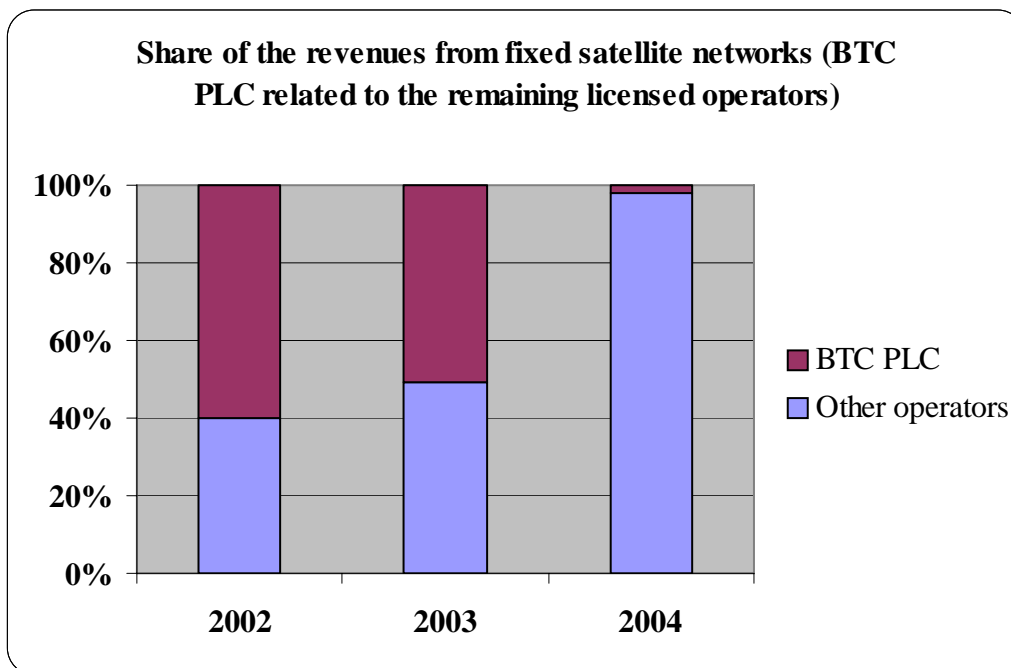 Share of the revenues from fixed satellite networks (BTC
PLC related to the remaining licensed operators)
100%
80%
60%
40%
20%
0%
2002 2003 2004
BTC PLC
Other operators